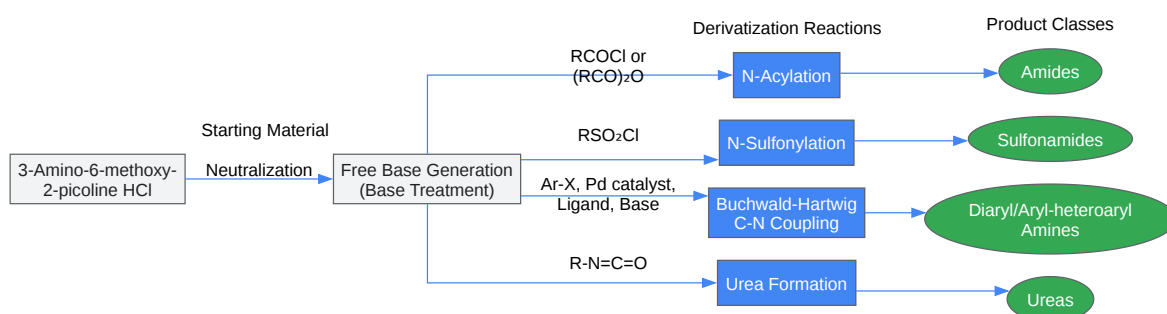 Product Classes
Derivatization Reactions
RCOCl or
(RCO)₂O
N-Acylation
Amides
Starting Material
RSO₂Cl
N-Sulfonylation
Sulfonamides
3-Amino-6-methoxy-
2-picoline HCl
Neutralization
Free Base Generation
(Base Treatment)
Ar-X, Pd catalyst,
Ligand, Base
Buchwald-Hartwig
C-N Coupling
Diaryl/Aryl-heteroaryl
Amines
R-N=C=O
Urea Formation
Ureas